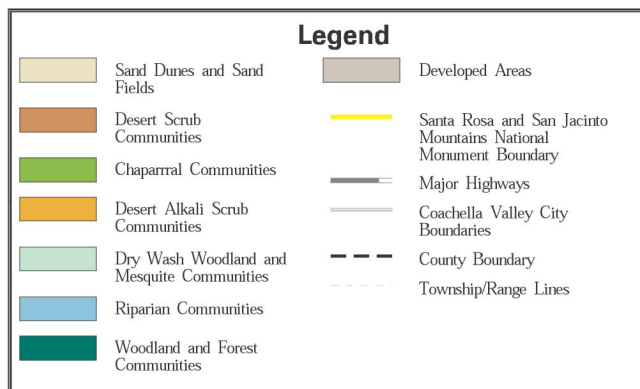 Legend
Sand Dunes and Sand
Fields
Desert Scrub
Communities
Chaparrral Communities
Desert Alkali Scrub
Communities
Dry Wash Woodland and
Mesquite Communities
Riparian Communities
Woodland and Forest
Communities
Developed Areas
Santa Rosa and San Jacinto
Mountains National
Monument Boundary
Major Highways
Coachella Valley City
Boundaries
County Boundary
Township/Range Lines